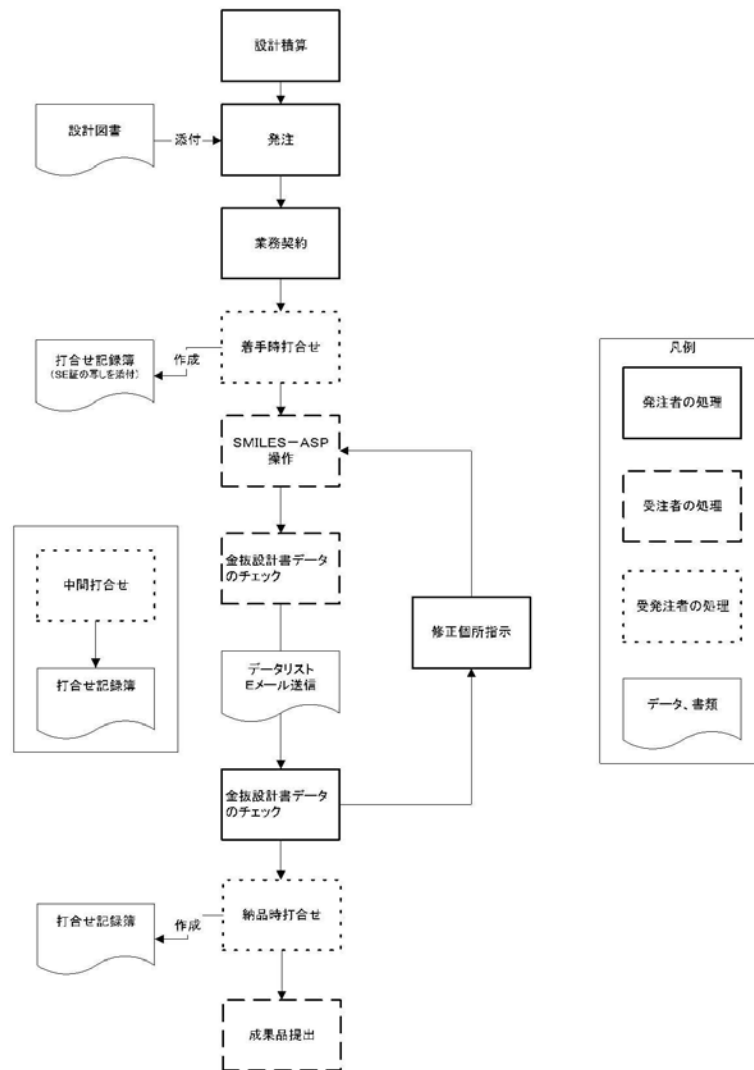 設計積算
設計図書
添付
発注
業務契約
着手時打合せ
作成
打合せ記録簿
(SE証の写しを添付)
SMILES－ASP
操作
金抜設計書データ
のチェック
中間打合せ
打合せ記録簿
データリスト
Eメール送信
修正個所指示
金抜設計書データ
のチェック
納品時打合せ
作成
打合せ記録簿
成果品提出
凡例
発注者の処理
受注者の処理
受発注者の処理
データ、書類